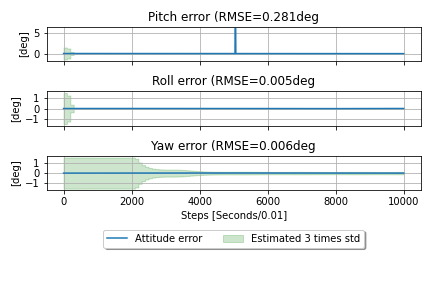 Pitch error (RMSE=0.281deg
[deg]
5
0
Roll error (RMSE=0.005deg
[deg]
1
0
−1
Yaw error (RMSE=0.006deg
[deg]
1
0
−1
0 2000 4000 6000 8000 10000
Steps [Seconds/0.01]
Attitude error Estimated 3 times std